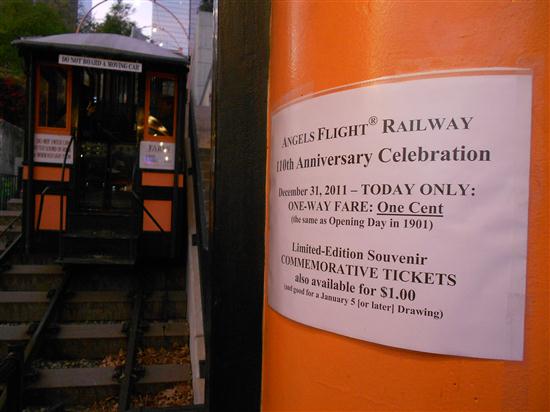 DO NOT BOARD A MOVING CAR
FARE
ANGELS FLIGHT® RAILWAY
110th Anniversary Celebration
December 31, 2011 – TODAY ONLY:
ONE-WAY FARE: One Cent
(the same as Opening Day in 1901)
Limited-Edition Souvenir
COMMEMORATIVE TICKETS
also available for $1.00
(and good for a January 5 [or later] Drawing)